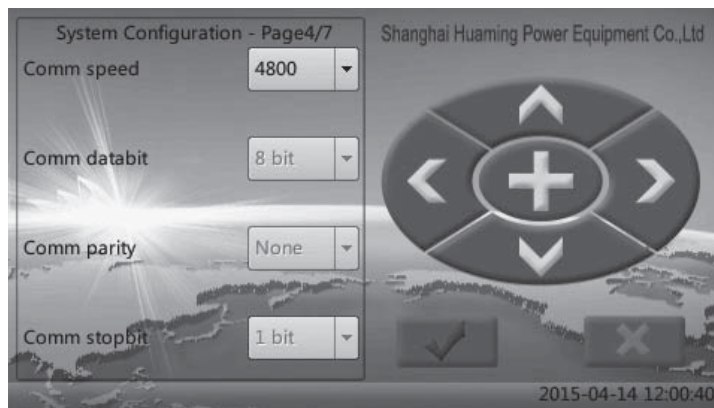 System Configuration - Page4/7
Shanghai Huaming Power Equipment Co.,Ltd
Comm speed
4800
Comm databit
8 bit
Comm parity
None
Comm stopbit
1 bit
2015-04-14 12:00:40